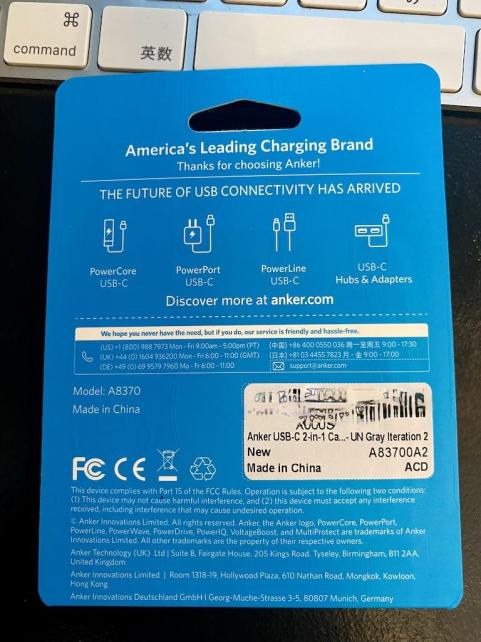 ⌘
command
英数
America's Leading Charging Brand
Thanks for choosing Anker!
THE FUTURE OF USB CONNECTIVITY HAS ARRIVED
PowerCore
USB-C
PowerPort
USB-C
PowerLine
USB-C
USB-C
Hubs & Adapters
Discover more at anker.com
We hope you never have the need, but if you do, our service is friendly and hassle-free.
(US) +1 (800) 988 7973 Mon - Fri 9:00am - 5:00pm (PT)
(UK) +44 (0) 1604 936200 Mon - Fri 6:00 - 11:00 (GMT)
(DE) +49 (0) 69 9579 7960 Mo - Fr 6:00 - 11:00
(中国) +86 400 0550 036 周一至周五 9:00 - 17:30
(日本) +81 03 4455 7823 月 - 金 9:00 - 17:00
support@anker.com
Model: A8370
Made in China
Anker USB-C 2-in-1 Ca...- UN Gray Iteration 2
New A83700A2
Made in China ACD
FC CE
This device complies with Part 15 of the FCC Rules. Operation is subject to the following two conditions:
(1) This device may not cause harmful interference, and (2) this device must accept any interference
received, including interference that may cause undesired operation.
© Anker Innovations Limited. All rights reserved. Anker, the Anker logo, PowerCore, PowerPort,
PowerLine, PowerWave, PowerDrive, PowerIQ, VoltageBoost, and MultiProtect are trademarks of Anker
Innovations Limited. All other trademarks are the property of their respective owners.
Anker Technology (UK) Ltd | Suite B, Fairgate House, 205 Kings Road, Tyseley, Birmingham, B11 2AA,
United Kingdom
Anker Innovations Limited | Room 1318-19, Hollywood Plaza, 610 Nathan Road, Mongkok, Kowloon,
Hong Kong
Anker Innovations Deutschland GmbH I Georg-Muche-Strasse 3-5, 80807 Munich, Germany